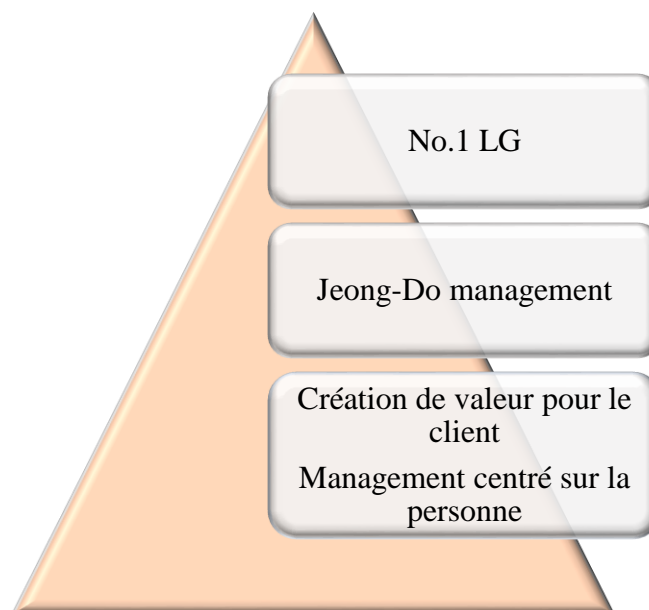 No.1 LG
Jeong-Do management
Création de valeur pour le
client
Management centré sur la
personne